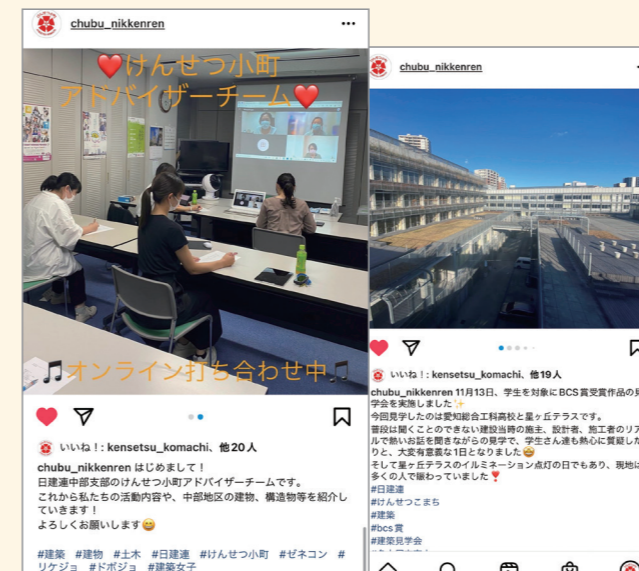 chubu_nikkenren
けんせつ小町
アドバイザーチーム
オンライン打ち合わせ中
いいね！: kensetsu_komachi、他20人
chubu_nikkenren はじめまして！
日建連中部支部のけんせつ小町アドバイザーチームです。
これから私たちの活動内容や、中部地区の建物、構造物等を紹介し
ていきます！
よろしくお願いします😄
#建築 #建物 #土木 #日建連 #けんせつ小町 #ゼネコン #
リケジョ #ドボジョ #建築女子
chubu_nikkenren
いいね！: kensetsu_komachi、他19人
chubu_nikkenren 11月13日、学生を対象にBCS賞受賞作品の見
学会を実施しました✨
今回見学したのは愛知総合工科高校と星ヶ丘テラスです。
普段は聞くことのできない建設当時の施主、設計者、施工者のリア
ルで熱いお話を聞きながらの見学で、学生さん達も熱心に質疑した
りと、大変有意義な1日となりました😄
そして星ヶ丘テラスのイルミネーション点灯の日でもあり、現地は
多くの人で賑わっていました❣️
#日建連
#けんせつこまち
#建築
#bcs賞
#建築見学会